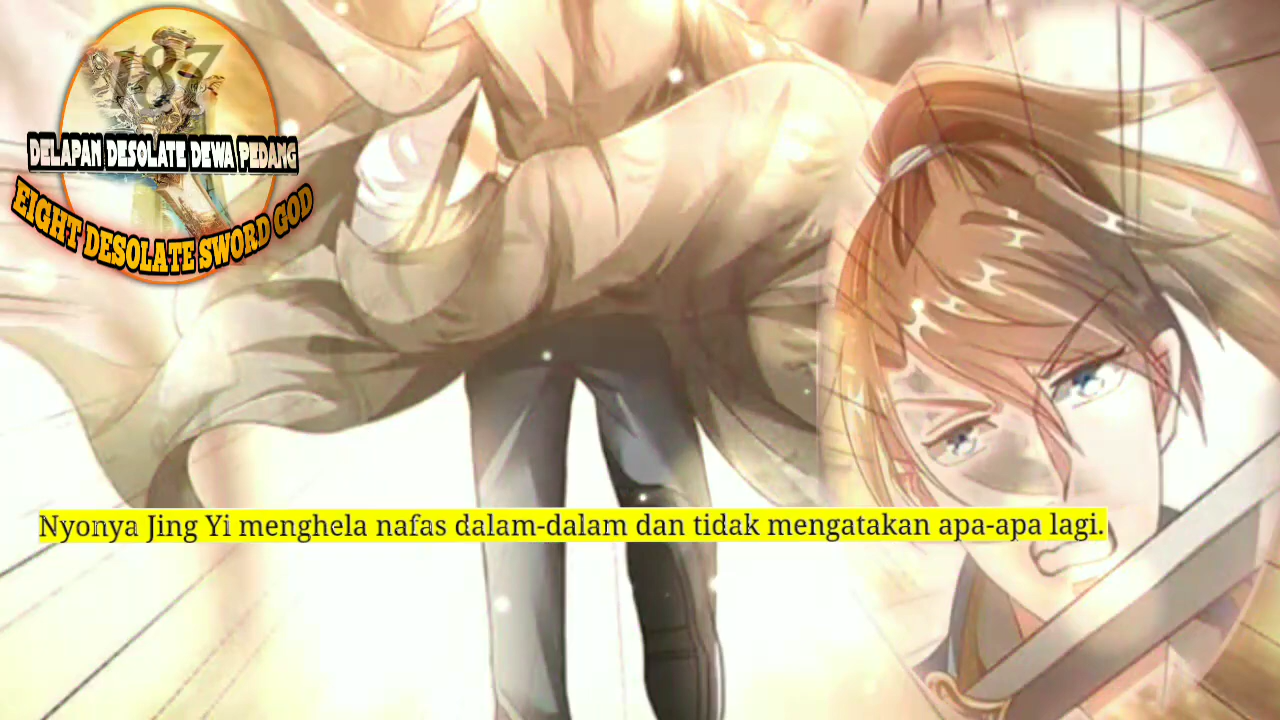 187
DELAPAN DESOLATE DEWA PEDANG
EIGHT DESOLATE SWORD GOD
Nyonya Jing Yi menghela nafas dalam-dalam dan tidak mengatakan apa-apa lagi.